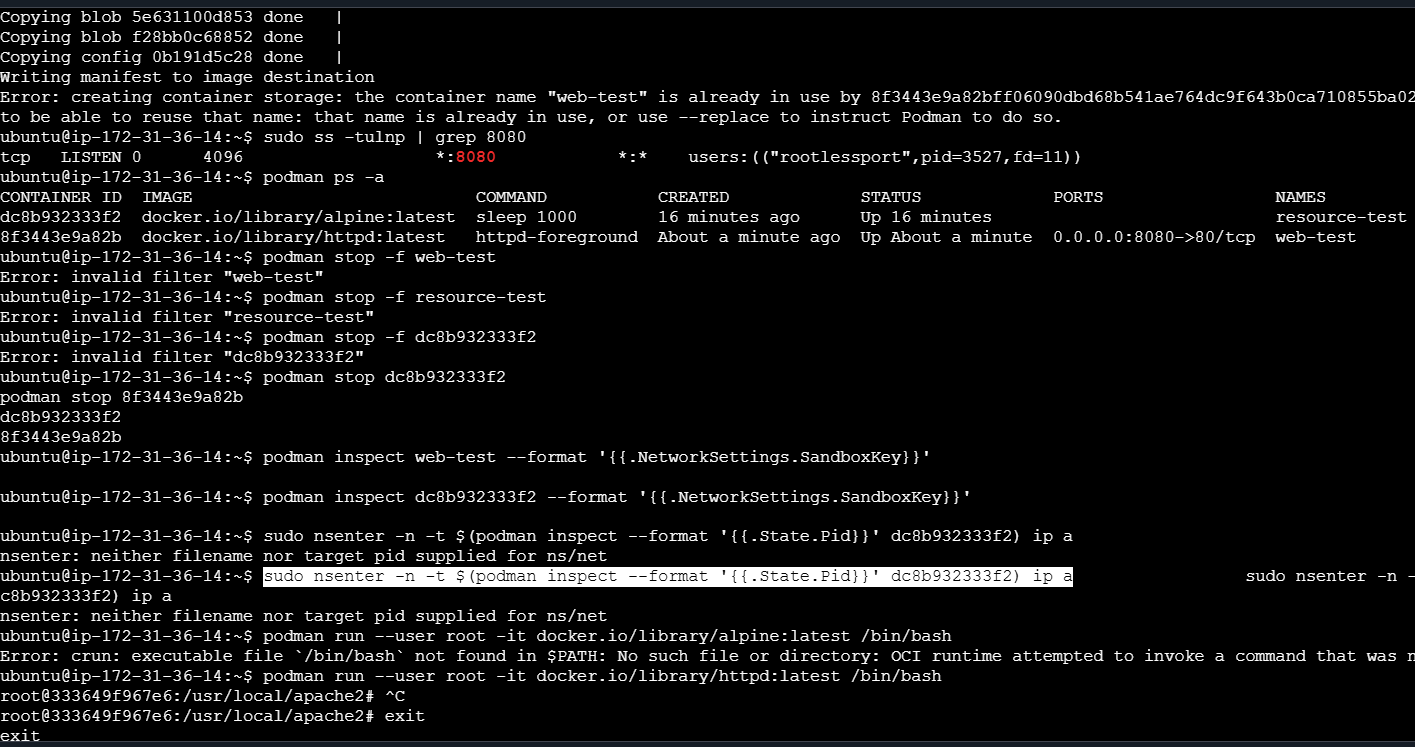 Copying blob 5e631100d853 done   |
Copying blob f28bb0c68852 done   |
Copying config 0b191d5c28 done   |
Writing manifest to image destination
Error: creating container storage: the container name "web-test" is already in use by 8f3443e9a82bff06090dbd68b541ae764dc9f643b0ca710855ba02
to be able to reuse that name: that name is already in use, or use --replace to instruct Podman to do so.
ubuntu@ip-172-31-36-14:~$ sudo ss -tulnp | grep 8080
tcp   LISTEN 0      4096                   *:8080            *:*    users:(("rootlessport",pid=3527,fd=11))
ubuntu@ip-172-31-36-14:~$ podman ps -a
CONTAINER ID  IMAGE                            COMMAND           CREATED             STATUS             PORTS                 NAMES
dc8b932333f2  docker.io/library/alpine:latest  sleep 1000        16 minutes ago      Up 16 minutes                            resource-test
8f3443e9a82b  docker.io/library/httpd:latest   httpd-foreground  About a minute ago  Up About a minute  0.0.0.0:8080->80/tcp  web-test
ubuntu@ip-172-31-36-14:~$ podman stop -f web-test
Error: invalid filter "web-test"
ubuntu@ip-172-31-36-14:~$ podman stop -f resource-test
Error: invalid filter "resource-test"
ubuntu@ip-172-31-36-14:~$ podman stop -f dc8b932333f2
Error: invalid filter "dc8b932333f2"
ubuntu@ip-172-31-36-14:~$ podman stop dc8b932333f2
podman stop 8f3443e9a82b
dc8b932333f2
8f3443e9a82b
ubuntu@ip-172-31-36-14:~$ podman inspect web-test --format '{{.NetworkSettings.SandboxKey}}'
ubuntu@ip-172-31-36-14:~$ podman inspect dc8b932333f2 --format '{{.NetworkSettings.SandboxKey}}'
ubuntu@ip-172-31-36-14:~$ sudo nsenter -n -t $(podman inspect --format '{{.State.Pid}}' dc8b932333f2) ip a
nsenter: neither filename nor target pid supplied for ns/net
ubuntu@ip-172-31-36-14:~$ sudo nsenter -n -t $(podman inspect --format '{{.State.Pid}}' dc8b932333f2) ip a                 sudo nsenter -n -
c8b932333f2) ip a
nsenter: neither filename nor target pid supplied for ns/net
ubuntu@ip-172-31-36-14:~$ podman run --user root -it docker.io/library/alpine:latest /bin/bash
Error: crun: executable file `/bin/bash` not found in $PATH: No such file or directory: OCI runtime attempted to invoke a command that was n
ubuntu@ip-172-31-36-14:~$ podman run --user root -it docker.io/library/httpd:latest /bin/bash
root@333649f967e6:/usr/local/apache2# ^C
root@333649f967e6:/usr/local/apache2# exit
exit